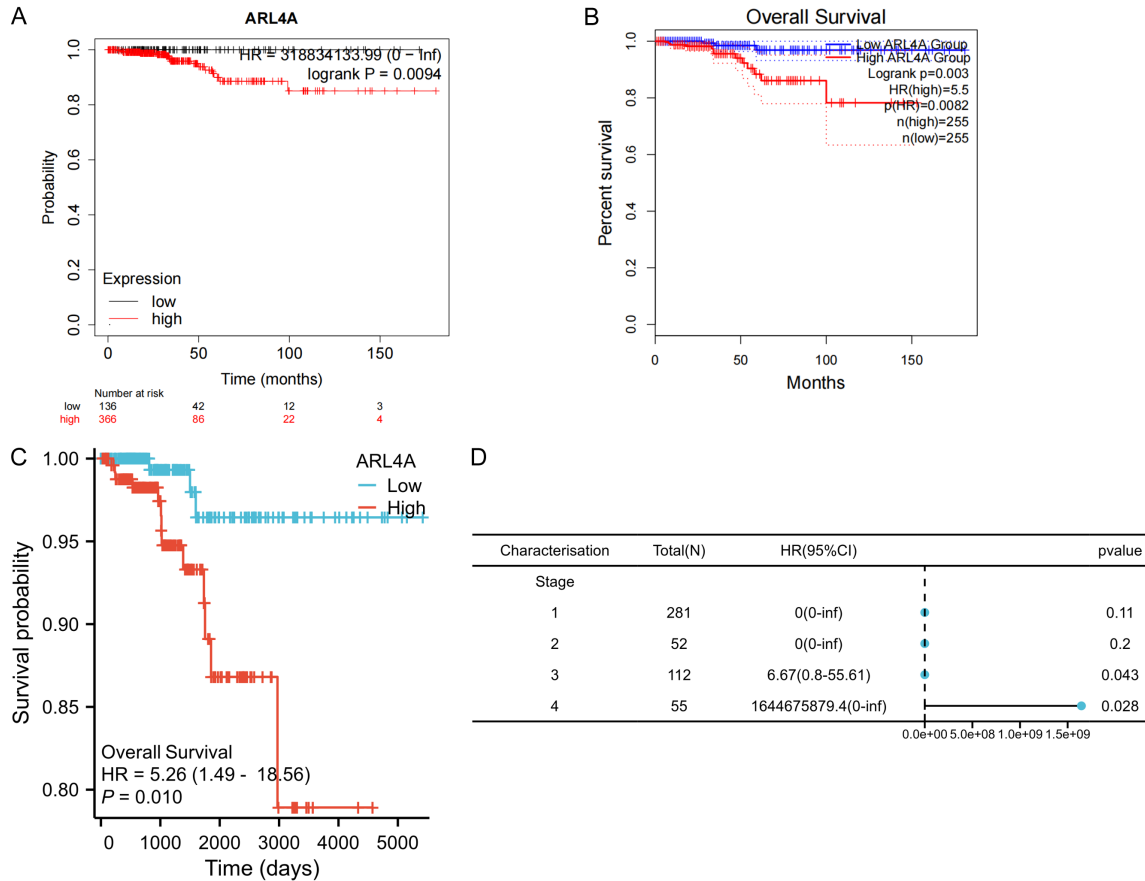 A
ARL4A
HR = 318834133.99 (0 − Inf)
logrank P = 0.0094
Probability
1.0
0.8
0.6
0.4
0.2
0.0
Expression
low
high
0 50 100 150
Time (months)
Number at risk
low 136 42 12 3
high 366 86 22 4
B
Overall Survival
Low ARL4A Group
High ARL4A Group
Logrank p=0.003
HR(high)=5.5
p(HR)=0.0082
n(high)=255
n(low)=255
Percent survival
1.0
0.8
0.6
0.4
0.2
0.0
0 50 100 150
Months
C
ARL4A
Low
High
Survival probability
1.00
0.95
0.90
0.85
0.80
Overall Survival
HR = 5.26 (1.49 - 18.56)
P = 0.010
0 1000 2000 3000 4000 5000
Time (days)
D
Characterisation Total(N) HR(95%CI) pvalue
Stage
1 281 0(0-inf) 0.11
2 52 0(0-inf) 0.2
3 112 6.67(0.8-55.61) 0.043
4 55 1644675879.4(0-inf) 0.028
0.0e+00 5.0e+08 1.0e+09 1.5e+09